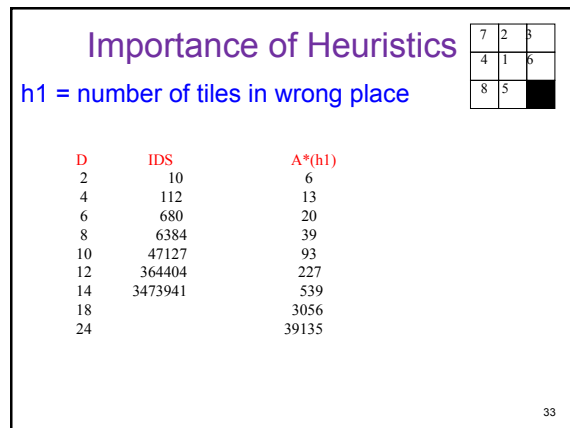 Importance of Heuristics
7 2 3
4 1 6
8 5
h1 = number of tiles in wrong place
D IDS A*(h1)
2 10 6
4 112 13
6 680 20
8 6384 39
10 47127 93
12 364404 227
14 3473941 539
18 3056
24 39135
33